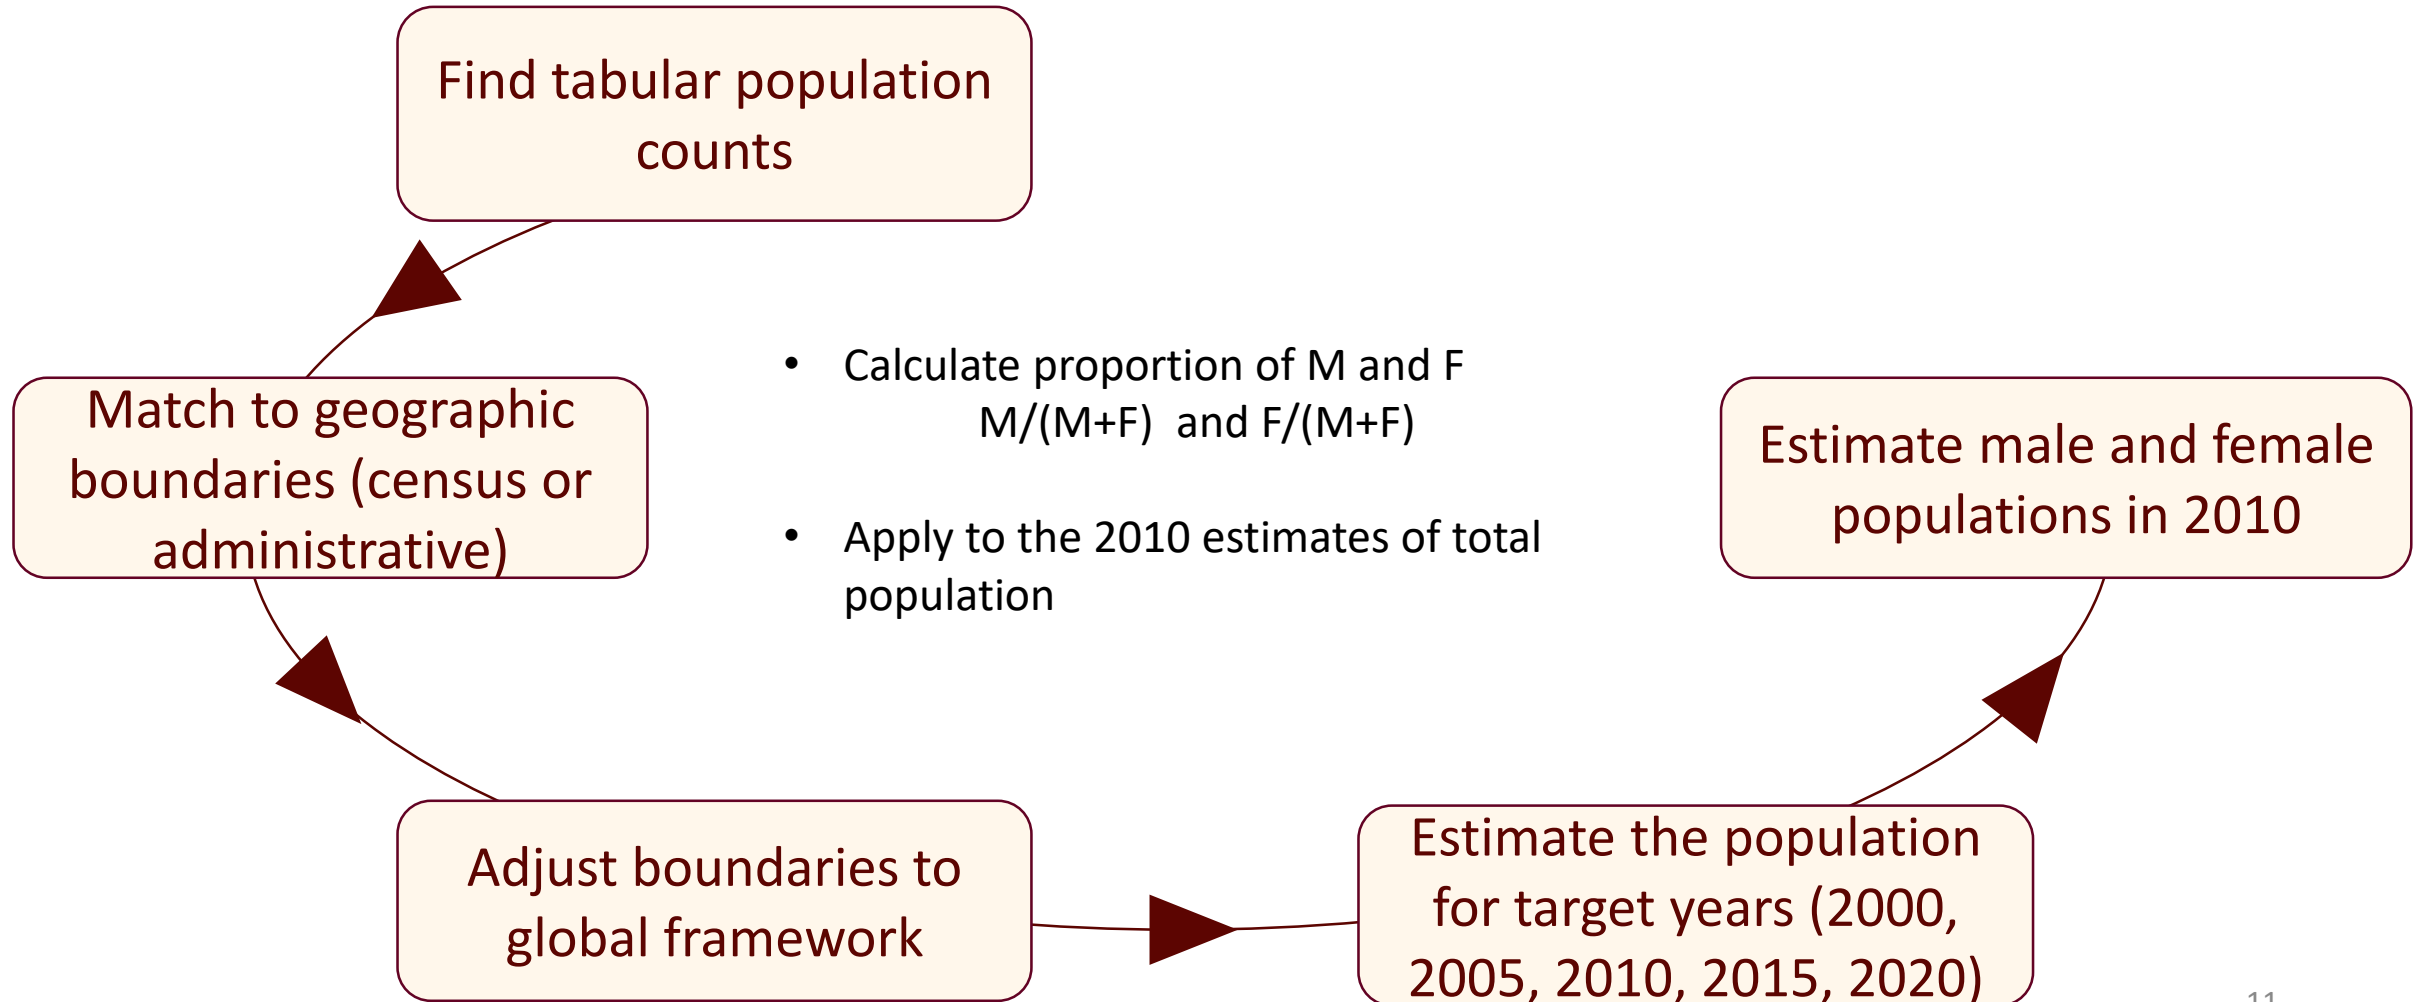 Find tabular population
counts
Match to geographic
boundaries (census or
administrative)
• Calculate proportion of M and F
M/(M+F) and F/(M+F)
• Apply to the 2010 estimates of total
population
Estimate male and female
populations in 2010
Adjust boundaries to
global framework
Estimate the population
for target years (2000,
2005, 2010, 2015, 2020)
11